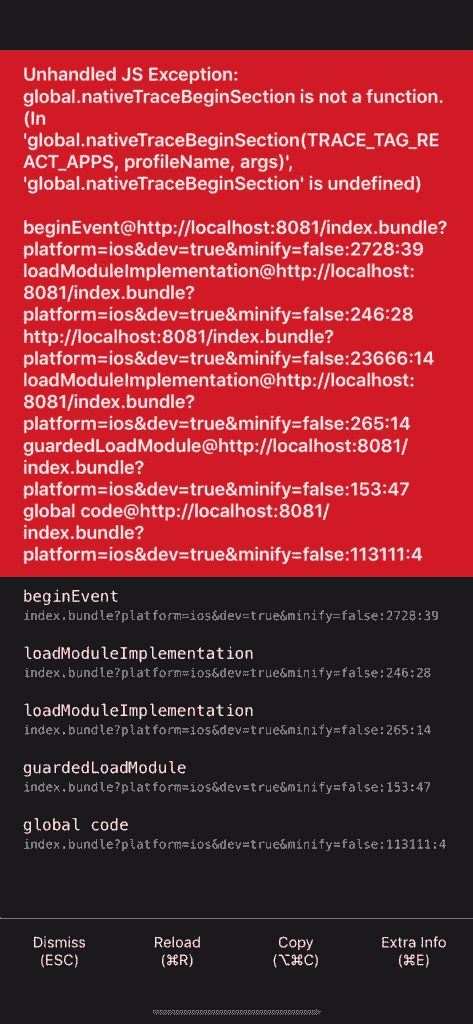 Unhandled JS Exception:
global.nativeTraceBeginSection is not a function.
(In
'global.nativeTraceBeginSection(TRACE_TAG_RE
ACT_APPS, profileName, args)',
'global.nativeTraceBeginSection' is undefined)
beginEvent@http://localhost:8081/index.bundle?
platform=ios&dev=true&minify=false:2728:39
loadModuleImplementation@http://localhost:
8081/index.bundle?
platform=ios&dev=true&minify=false:246:28
http://localhost:8081/index.bundle?
platform=ios&dev=true&minify=false:23666:14
loadModuleImplementation@http://localhost:
8081/index.bundle?
platform=ios&dev=true&minify=false:265:14
guardedLoadModule@http://localhost:8081/
index.bundle?
platform=ios&dev=true&minify=false:153:47
global code@http://localhost:8081/
index.bundle?
platform=ios&dev=true&minify=false:113111:4
beginEvent
index.bundle?platform=ios&dev=true&minify=false:2728:39
loadModuleImplementation
index.bundle?platform=ios&dev=true&minify=false:246:28
loadModuleImplementation
index.bundle?platform=ios&dev=true&minify=false:265:14
guardedLoadModule
index.bundle?platform=ios&dev=true&minify=false:153:47
global code
index.bundle?platform=ios&dev=true&minify=false:113111:4
Dismiss Reload Copy Extra Info
(ESC) (⌘R) (⌥⌘C) (⌘E)